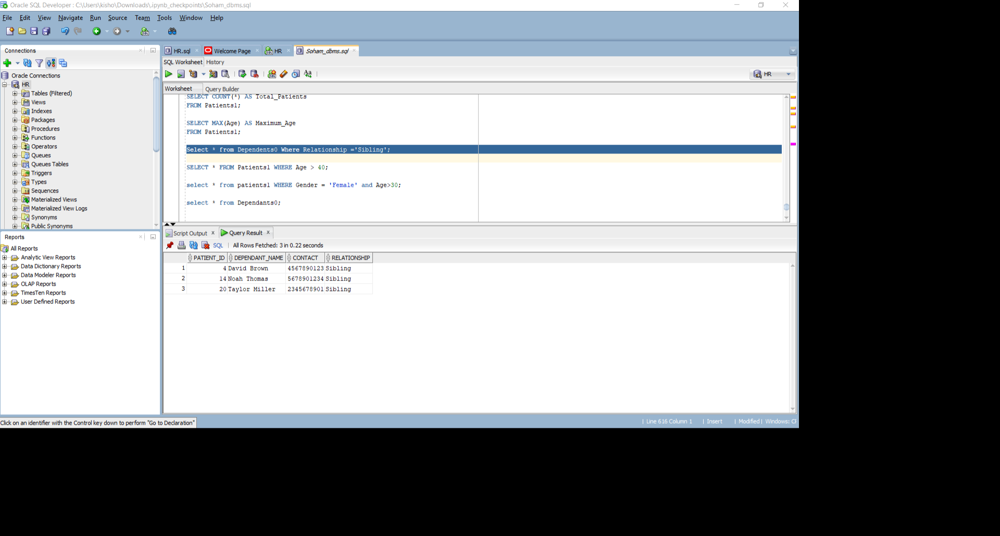 Oracle SQL Developer : C:\Users\kisho\Downloads\.ipynb_checkpoints\Soham_dbms.sql
File Edit View Navigate Run Source Team Tools Window Help
Connections
Oracle Connections
HR
Tables (Filtered)
Views
Indexes
Packages
Procedures
Functions
Operators
Queues
Queues Tables
Triggers
Types
Sequences
Materialized Views
Materialized View Logs
Synonyms
Public Synonyms
Reports
All Reports
Analytic View Reports
Data Dictionary Reports
Data Modeler Reports
OLAP Reports
TimesTen Reports
User Defined Reports
HR.sql Welcome Page HR Soham_dbms.sql
SQL Worksheet History
HR
Worksheet Query Builder
SELECT COUNT(*) AS Total_Patients
FROM Patients1;
SELECT MAX(Age) AS Maximum_Age
FROM Patients1;
Select * from Dependents0 Where Relationship ='Sibling';
SELECT * FROM Patients1 WHERE Age > 40;
select * from patients1 WHERE Gender = 'Female' and Age>30;
select * from Dependants0;
Script Output Query Result
SQL All Rows Fetched: 3 in 0.22 seconds
PATIENT_ID DEPENDANT_NAME CONTACT RELATIONSHIP
1 4 David Brown 4567890123 Sibling
2 14 Noah Thomas 5678901234 Sibling
3 20 Taylor Miller 2345678901 Sibling
Click on an identifier with the Control key down to perform "Go to Declaration"
Line 616 Column 1 Insert Modified Windows: CR